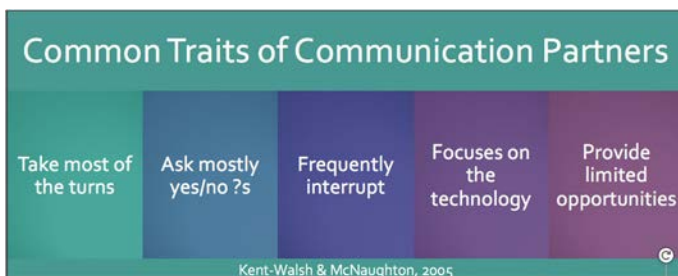 Common Traits of Communication Partners
Take most of
the turns
Ask mostly
yes/no ?s
Frequently
interrupt
Focuses on
the
technology
Provide
limited
opportunities
Kent-Walsh & McNaughton, 2005